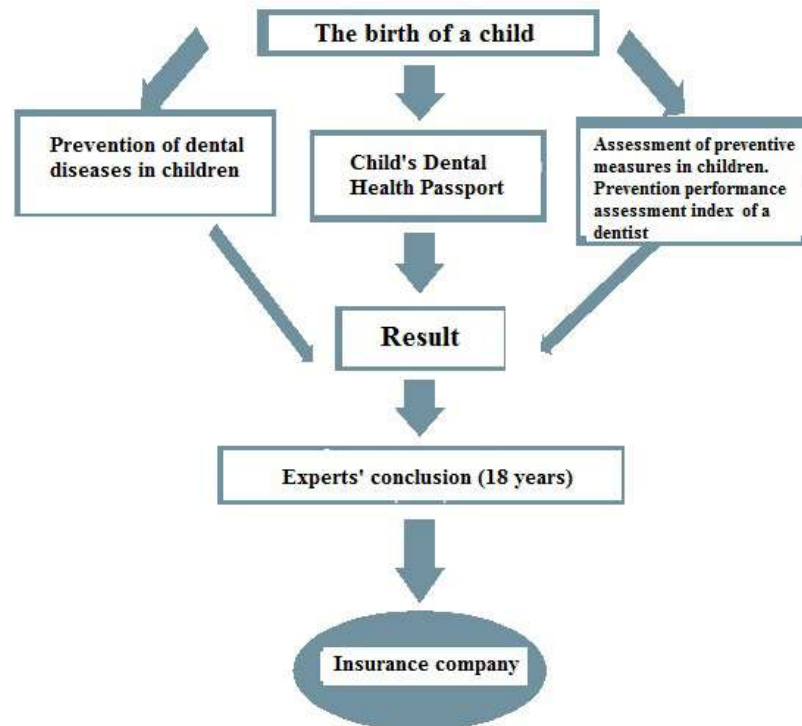 The birth of a child
Prevention of dental
diseases in children
Child's Dental
Health Passport
Assessment of preventive
measures in children.
Prevention performance
assessment index of a
dentist
Result
Experts' conclusion (18 years)
Insurance company